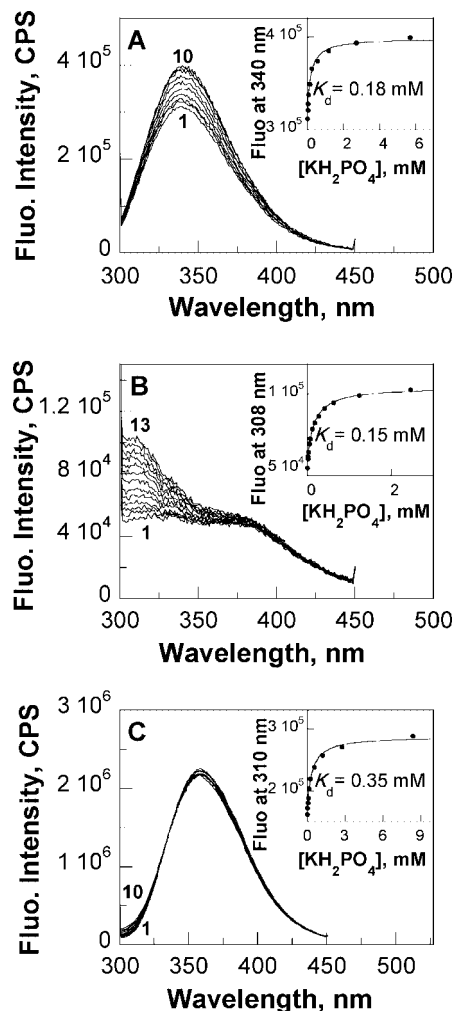 A
10
1
4 10⁵
2 10⁵
0
Fluo. Intensity, CPS
300 350 400 450 500
Wavelength, nm
Fluo at 340 nm
4 10⁵
3 10⁵
K_d = 0.18 mM
0 2 4 6
[KH₂PO₄], mM
B
13
1
1.2 10⁵
8 10⁴
4 10⁴
0
Fluo. Intensity, CPS
300 350 400 450 500
Wavelength, nm
Fluo at 308 nm
1 10⁵
5 10⁴
K_d = 0.15 mM
0 2
[KH₂PO₄], mM
C
10
1
3 10⁶
2 10⁶
1 10⁶
0
Fluo. Intensity, CPS
300 350 400 450 500
Wavelength, nm
Fluo at 310 nm
3 10⁵
2 10⁵
K_d = 0.35 mM
0 3 6 9
[KH₂PO₄], mM